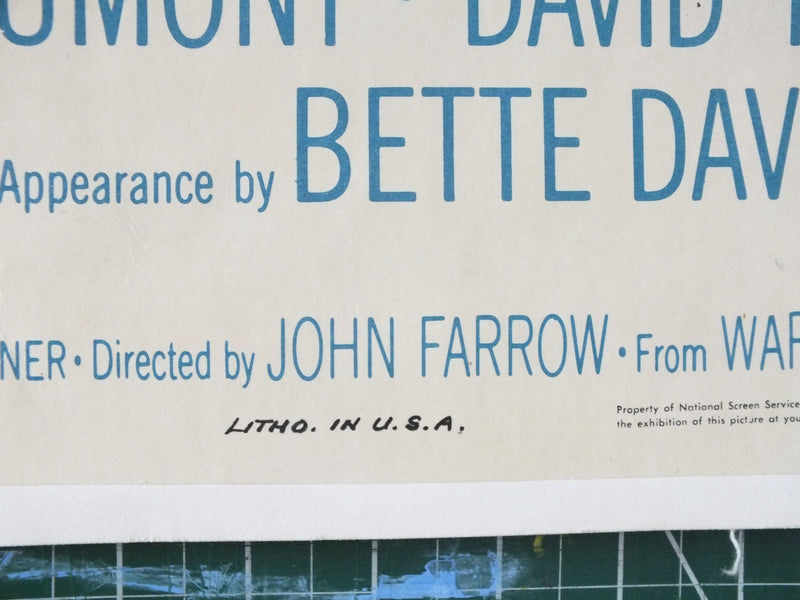 UMONT · DAVID
Appearance by BETTE DAV
NER · Directed by JOHN FARROW · From WAR
LITHO. IN U.S.A.
Property of National Screen Service
the exhibition of this picture at you